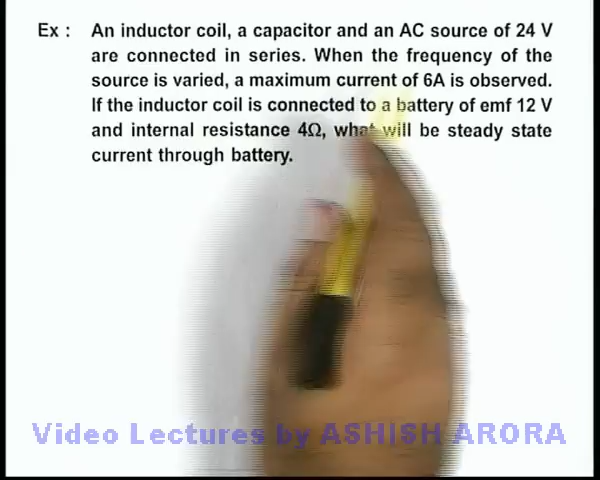 Ex : An inductor coil, a capacitor and an AC source of 24 V
are connected in series. When the frequency of the
source is varied, a maximum current of 6A is observed.
If the inductor coil is connected to a battery of emf 12 V
and internal resistance 4Ω, what will be steady state
current through battery.
Video Lectures by ASHISH ARORA